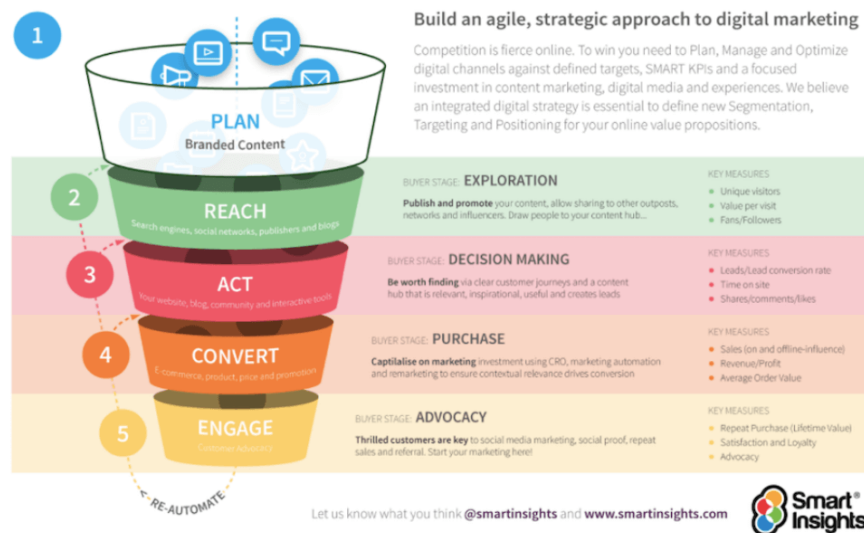 1
Build an agile, strategic approach to digital marketing
Competition is fierce online. To win you need to Plan, Manage and Optimize
digital channels against defined targets, SMART KPIs and a focused
investment in content marketing, digital media and experiences. We believe
an integrated digital strategy is essential to define new Segmentation,
Targeting and Positioning for your online value propositions.
PLAN
Branded Content
2
REACH
Search engines, social networks, publishers and blogs
BUYER STAGE: EXPLORATION
Publish and promote your content, allow sharing to other outposts,
networks and influencers. Draw people to your content hub...
KEY MEASURES
• Unique visitors
• Value per visit
• Fans/Followers
3
ACT
Your website, blog, community and interactive tools
BUYER STAGE: DECISION MAKING
Be worth finding via clear customer journeys and a content
hub that is relevant, inspirational, useful and creates leads
KEY MEASURES
• Leads/Lead conversion rate
• Time on site
• Shares/comments/likes
4
CONVERT
E-commerce, product, price and promotion
BUYER STAGE: PURCHASE
Captilalise on marketing investment using CRO, marketing automation
and remarketing to ensure contextual relevance drives conversion
KEY MEASURES
• Sales (on and offline-influence)
• Revenue/Profit
• Average Order Value
5
ENGAGE
Customer Advocacy
BUYER STAGE: ADVOCACY
Thrilled customers are key to social media marketing, social proof, repeat
sales and referral. Start your marketing here!
KEY MEASURES
• Repeat Purchase (Lifetime Value)
• Satisfaction and Loyalty
• Advocacy
RE-AUTOMATE
Let us know what you think @smartinsights and www.smartinsights.com
Smart®
Insights